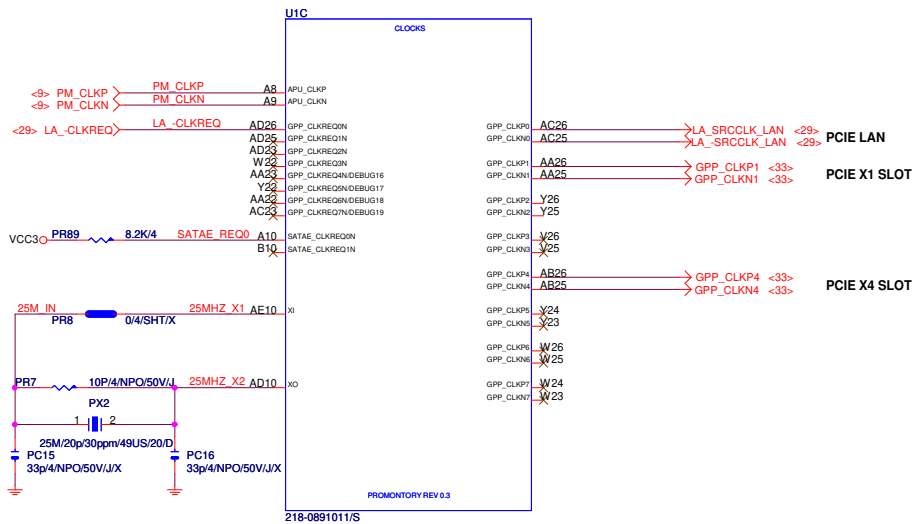 U1C
CLOCKS
<9> PM_CLKP PM_CLKP A8 APU_CLKP
<9> PM_CLKN PM_CLKN A9 APU_CLKN
<29> LA_-CLKREQ LA_-CLKREQ AD26 GPP_CLKREQ0N
AD25 GPP_CLKREQ1N
AD23 GPP_CLKREQ2N
W22 GPP_CLKREQ3N
AA23 GPP_CLKREQ4N/DEBUG16
Y22 GPP_CLKREQ5N/DEBUG17
AA22 GPP_CLKREQ6N/DEBUG18
AC23 GPP_CLKREQ7N/DEBUG19
VCC3 PR89 8.2K/4 SATAE_REQ0 A10 SATAE_CLKREQ0N
B10 SATAE_CLKREQ1N
25M_IN 25MHZ_X1 AE10 XI
PR8 0/4/SHT/X
PR7 10P/4/NPO/50V/J 25MHZ_X2 AD10 XO
PX2
1 2
25M/20p/30ppm/49US/20/D
PC15 PC16
33p/4/NPO/50V/J/X 33p/4/NPO/50V/J/X
GPP_CLKP0 AC26 LA_SRCCLK_LAN <29>
GPP_CLKN0 AC25 LA_-SRCCLK_LAN <29>
PCIE LAN
GPP_CLKP1 AA26 GPP_CLKP1 <33>
GPP_CLKN1 AA25 GPP_CLKN1 <33>
PCIE X1 SLOT
GPP_CLKP2 Y26
GPP_CLKN2 Y25
GPP_CLKP3 V26
GPP_CLKN3 V25
GPP_CLKP4 AB26 GPP_CLKP4 <33>
GPP_CLKN4 AB25 GPP_CLKN4 <33>
PCIE X4 SLOT
GPP_CLKP5 Y24
GPP_CLKN5 Y23
GPP_CLKP6 W26
GPP_CLKN6 W25
GPP_CLKP7 W24
GPP_CLKN7 W23
PROMONTORY REV 0.3
218-0891011/S